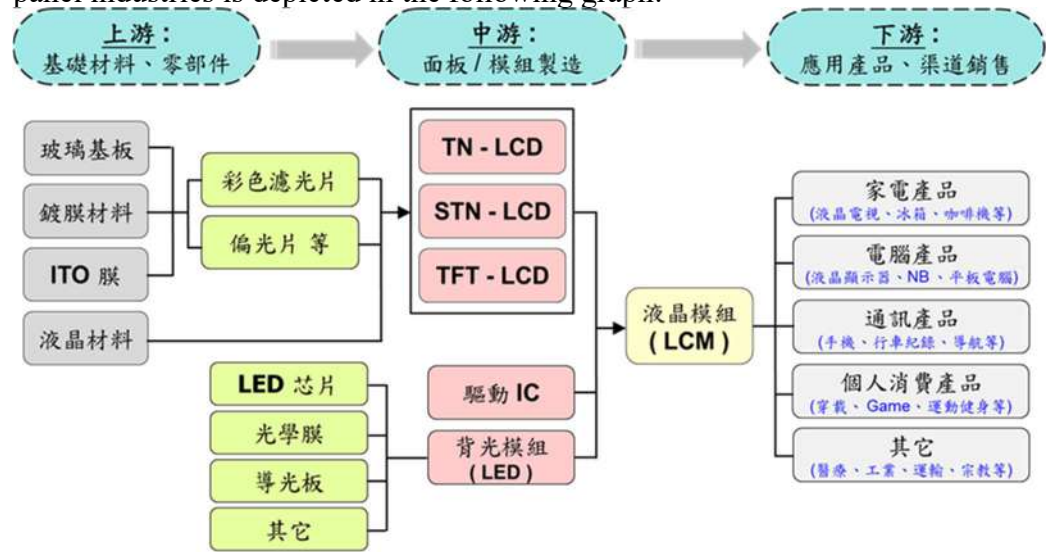 panel industries is depicted in the following graph:
上游：
基礎材料、零部件
中游：
面板 / 模組製造
下游：
應用產品、渠道銷售
玻璃基板
鍍膜材料
ITO 膜
液晶材料
彩色濾光片
偏光片 等
TN - LCD
STN - LCD
TFT - LCD
LED 芯片
光學膜
導光板
其它
驅動 IC
背光模組
( LED )
液晶模組
( LCM )
家電產品
(液晶電視、冰箱、咖啡機等)
電腦產品
(液晶顯示器、NB、平板電腦)
通訊產品
(手機、行車紀錄、導航等)
個人消費產品
(穿載、Game、運動健身等)
其它
(醫療、工業、運輸、宗教等)